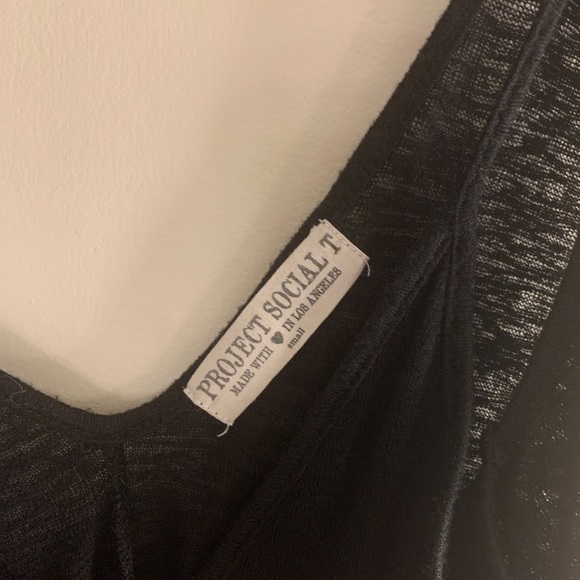 PROJECT SOCIAL T
MADE WITH ♥ IN LOS ANGELES
small